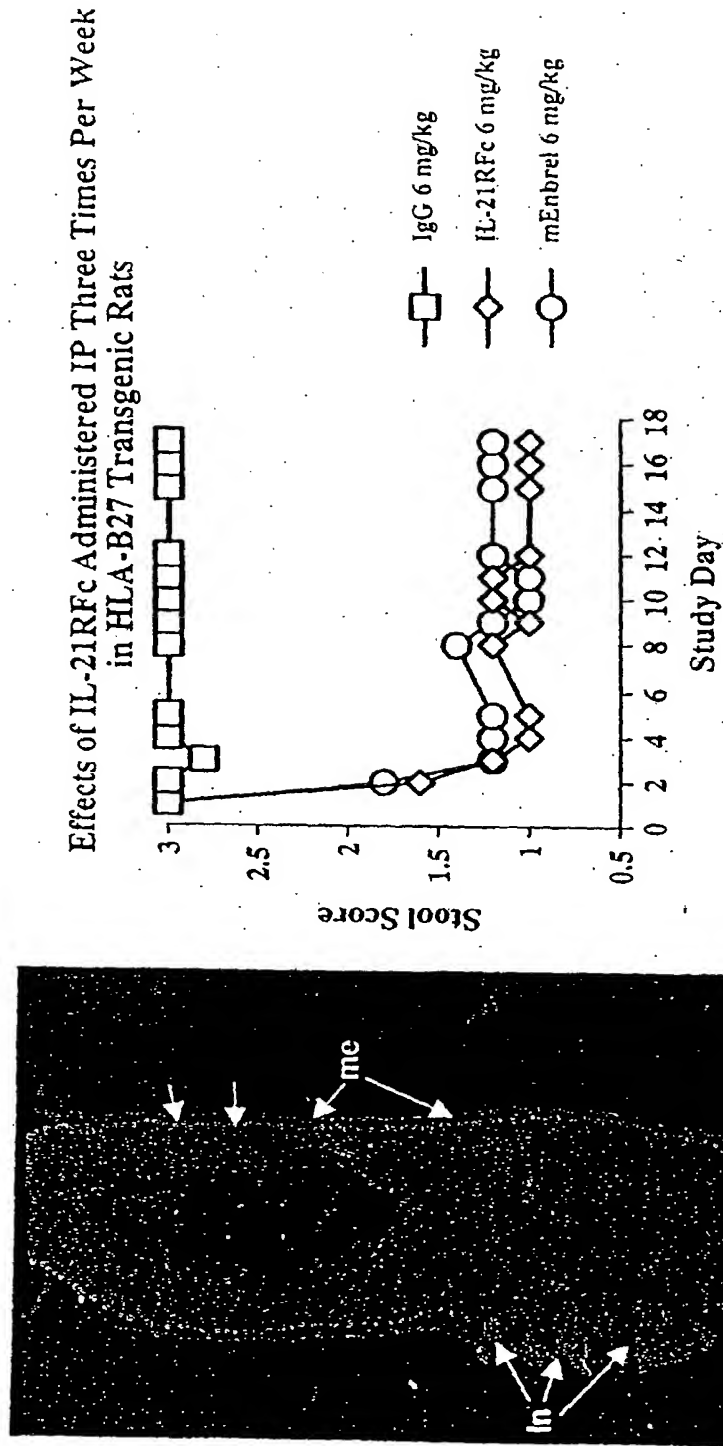 Effects of IL-21RFc Administered IP Three Times Per Week
in HLA-B27 Transgenic Rats
Stool Score
3
2.5
2
1.5
1
0.5
0 2 4 6 8 10 12 14 16 18
Study Day
IgG 6 mg/kg
IL-21RFc 6 mg/kg
mEnbrel 6 mg/kg
me
ln